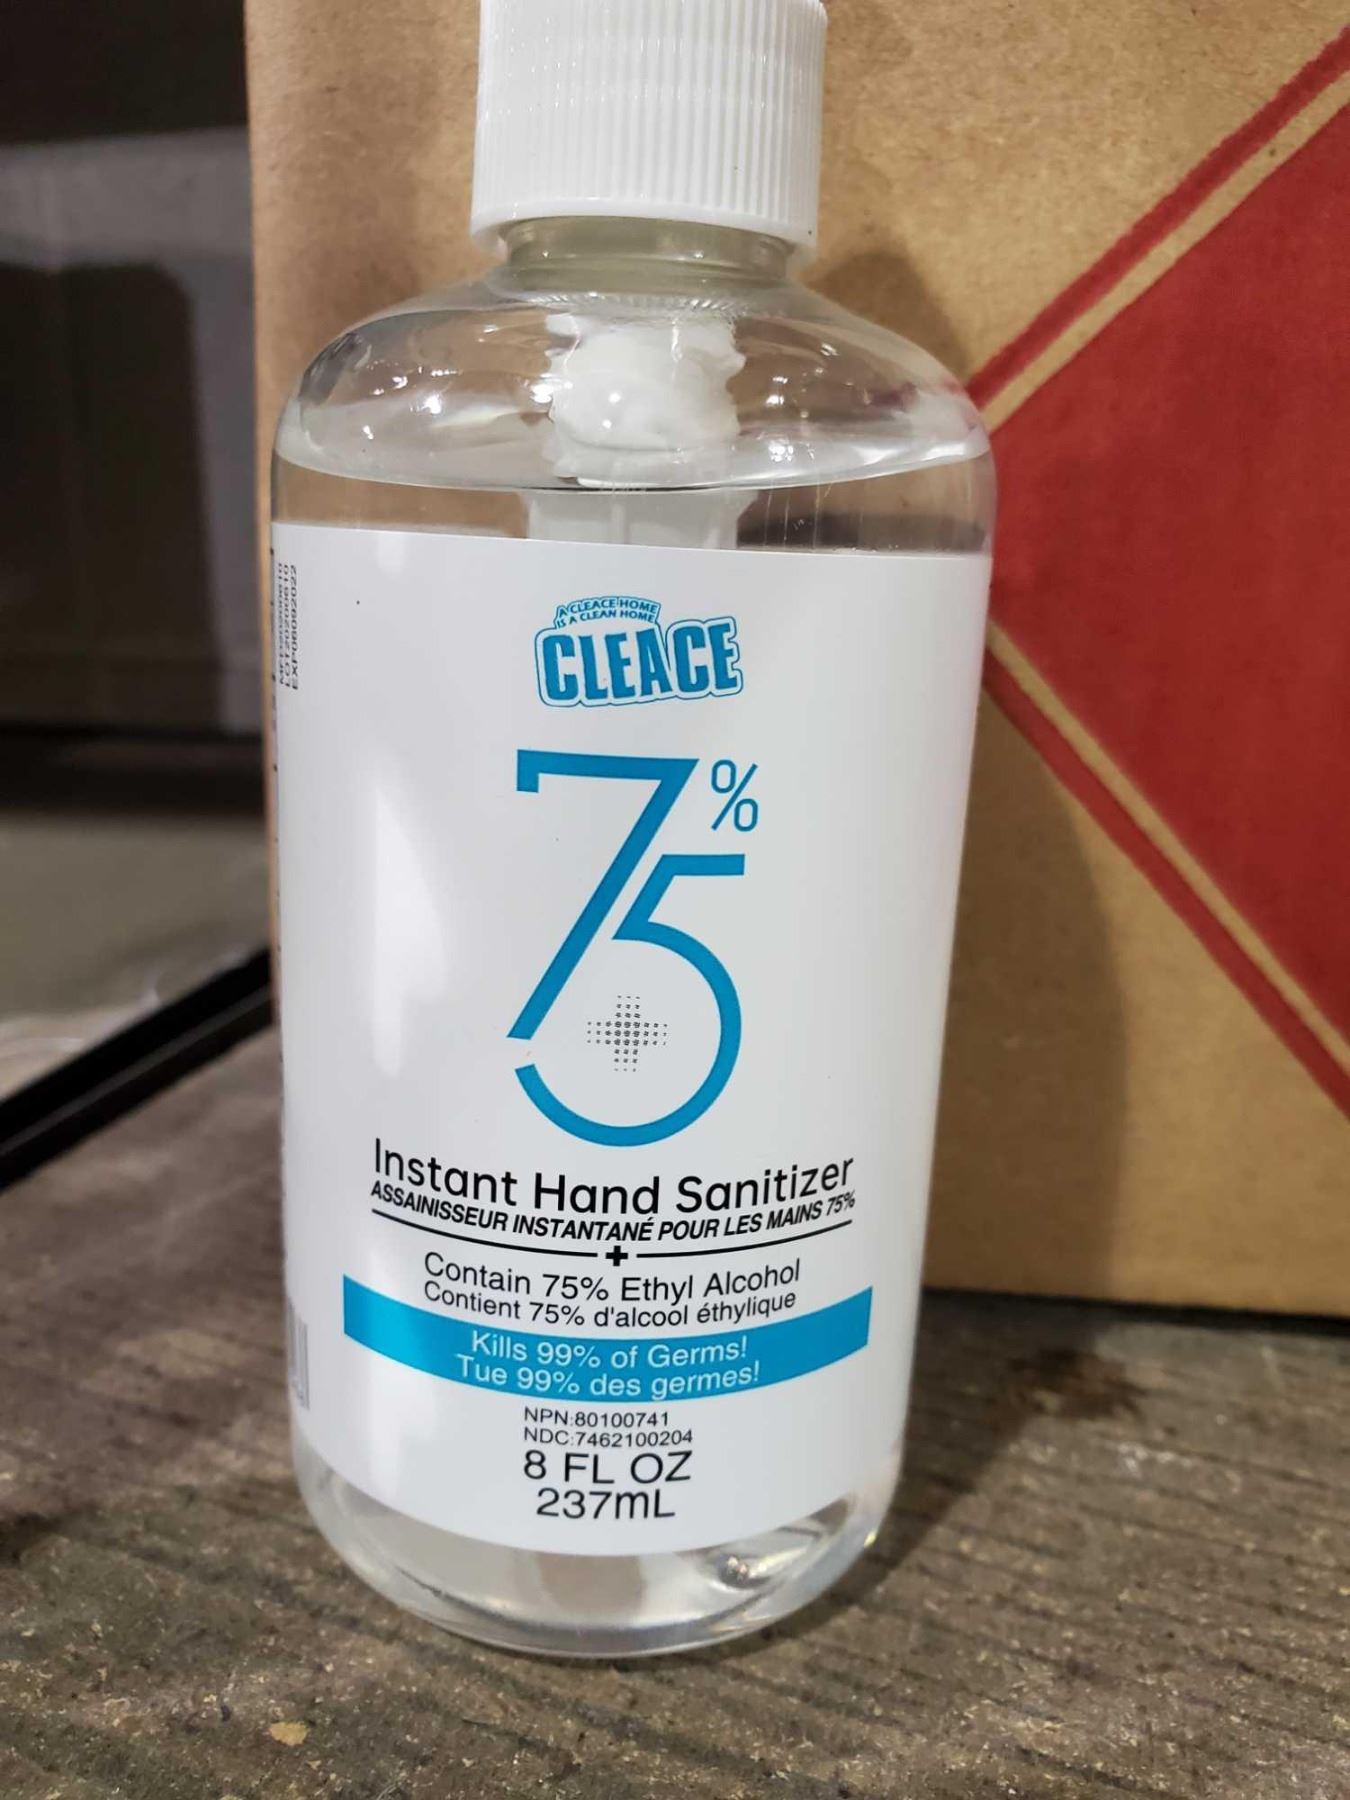 LOT20200610
EXP06092022
A CLEACE HOME
IS A CLEAN HOME
CLEACE
75%
Instant Hand Sanitizer
ASSAINISSEUR INSTANTANÉ POUR LES MAINS 75%
Contain 75% Ethyl Alcohol
Contient 75% d'alcool éthylique
Kills 99% of Germs!
Tue 99% des germes!
NPN:80100741
NDC:7462100204
8 FL OZ
237mL